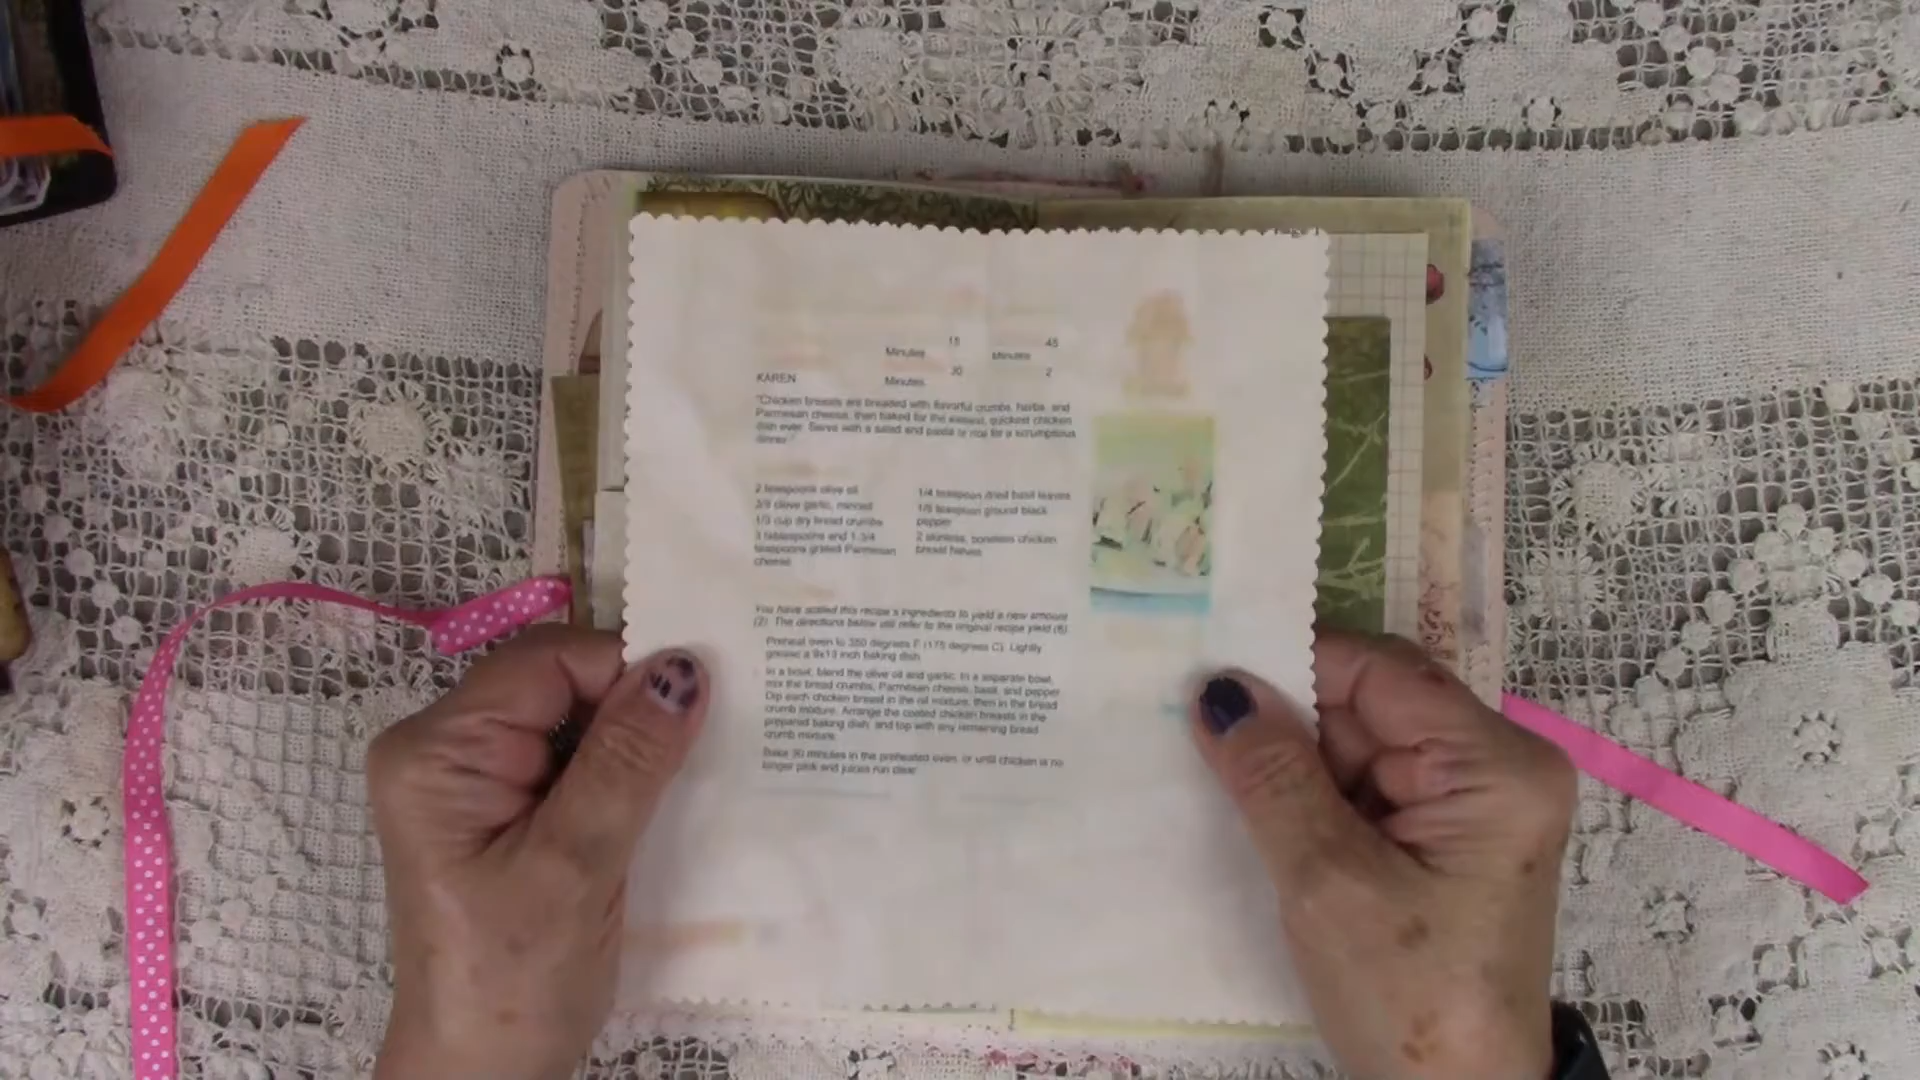 15 45
Minutes Minutes
30 2
KAREN Minutes
"Chicken breasts are breaded with flavorful crumbs, herbs, and
Parmesan cheese, then baked for the easiest, quickest chicken
dish ever. Serve with a salad and pasta or rice for a scrumptious
dinner."
2 teaspoons olive oil
2/3 clove garlic, minced
1/3 cup dry bread crumbs
3 tablespoons and 1-3/4
teaspoons grated Parmesan
cheese
1/4 teaspoon dried basil leaves
1/8 teaspoon ground black
pepper
2 skinless, boneless chicken
breast halves
You have scaled this recipe's ingredients to yield a new amount
(2). The directions below still refer to the original recipe yield (6).
Preheat oven to 350 degrees F (175 degrees C). Lightly
grease a 9x13 inch baking dish.
In a bowl, blend the olive oil and garlic. In a separate bowl,
mix the bread crumbs, Parmesan cheese, basil, and pepper.
Dip each chicken breast in the oil mixture, then in the bread
crumb mixture. Arrange the coated chicken breasts in the
prepared baking dish, and top with any remaining bread
crumb mixture.
Bake 30 minutes in the preheated oven, or until chicken is no
longer pink and juices run clear.